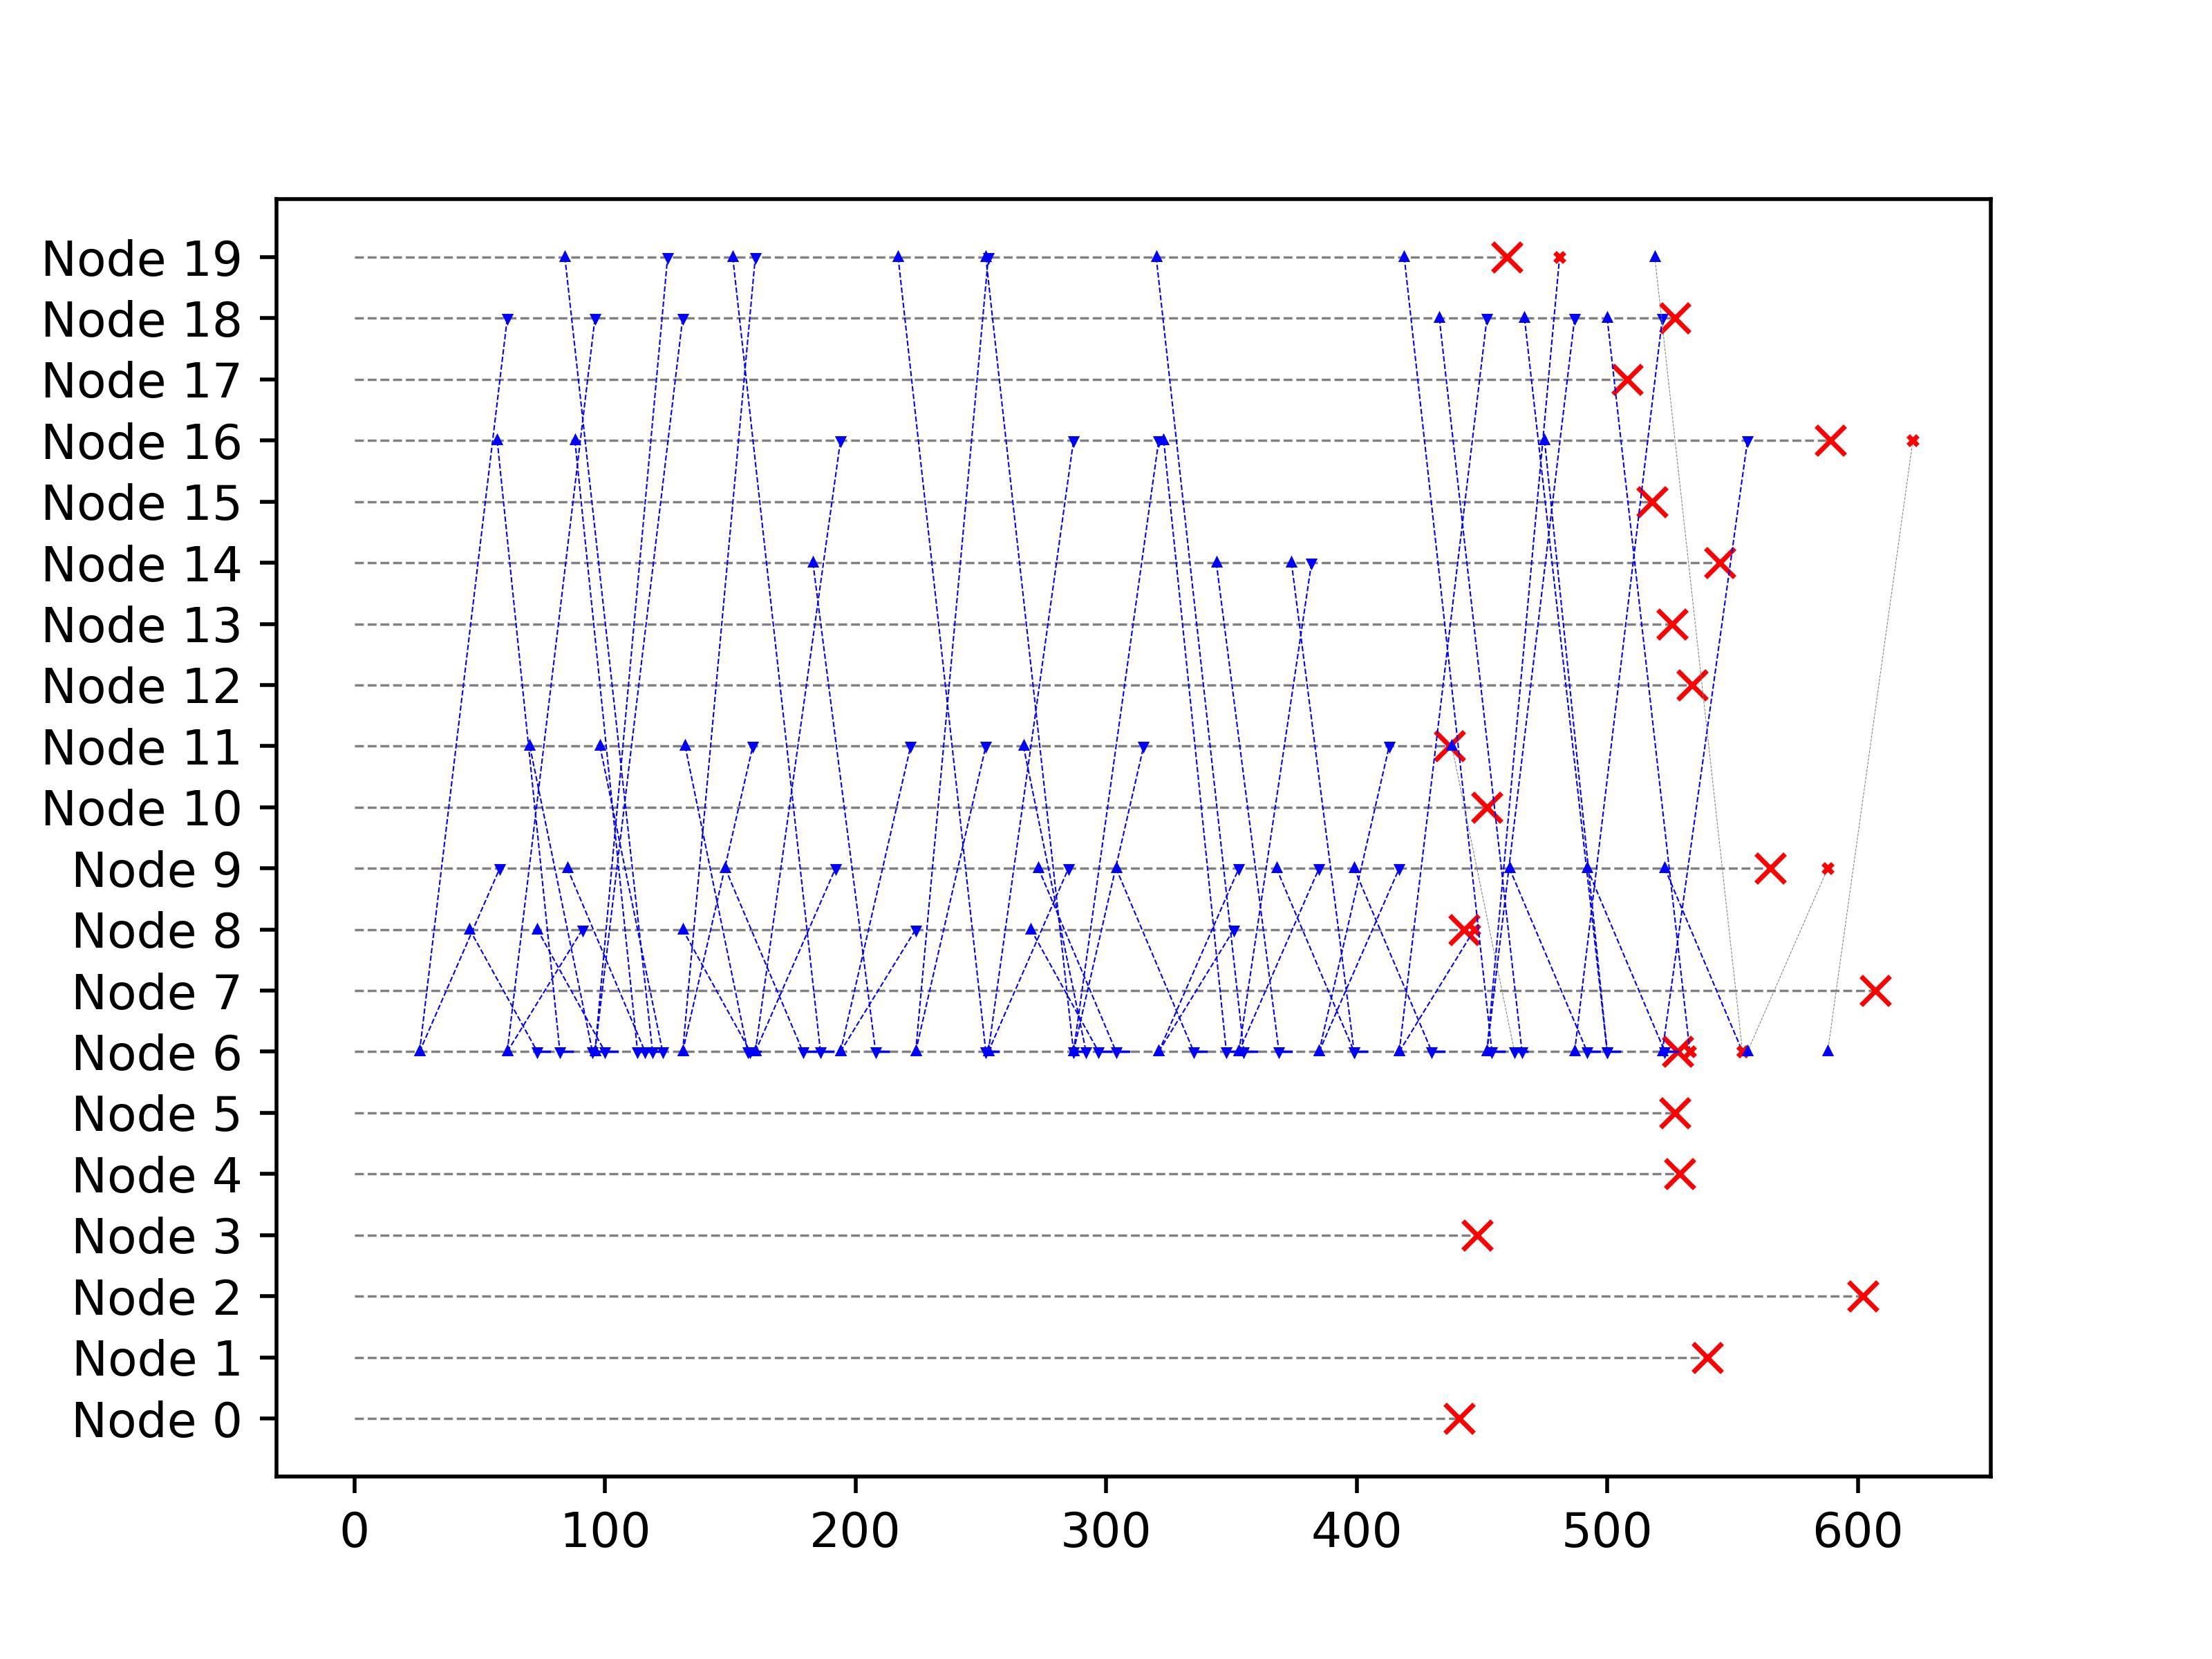 Node 19
Node 18
Node 17
Node 16
Node 15
Node 14
Node 13
Node 12
Node 11
Node 10
Node 9
Node 8
Node 7
Node 6
Node 5
Node 4
Node 3
Node 2
Node 1
Node 0
0 100 200 300 400 500 600